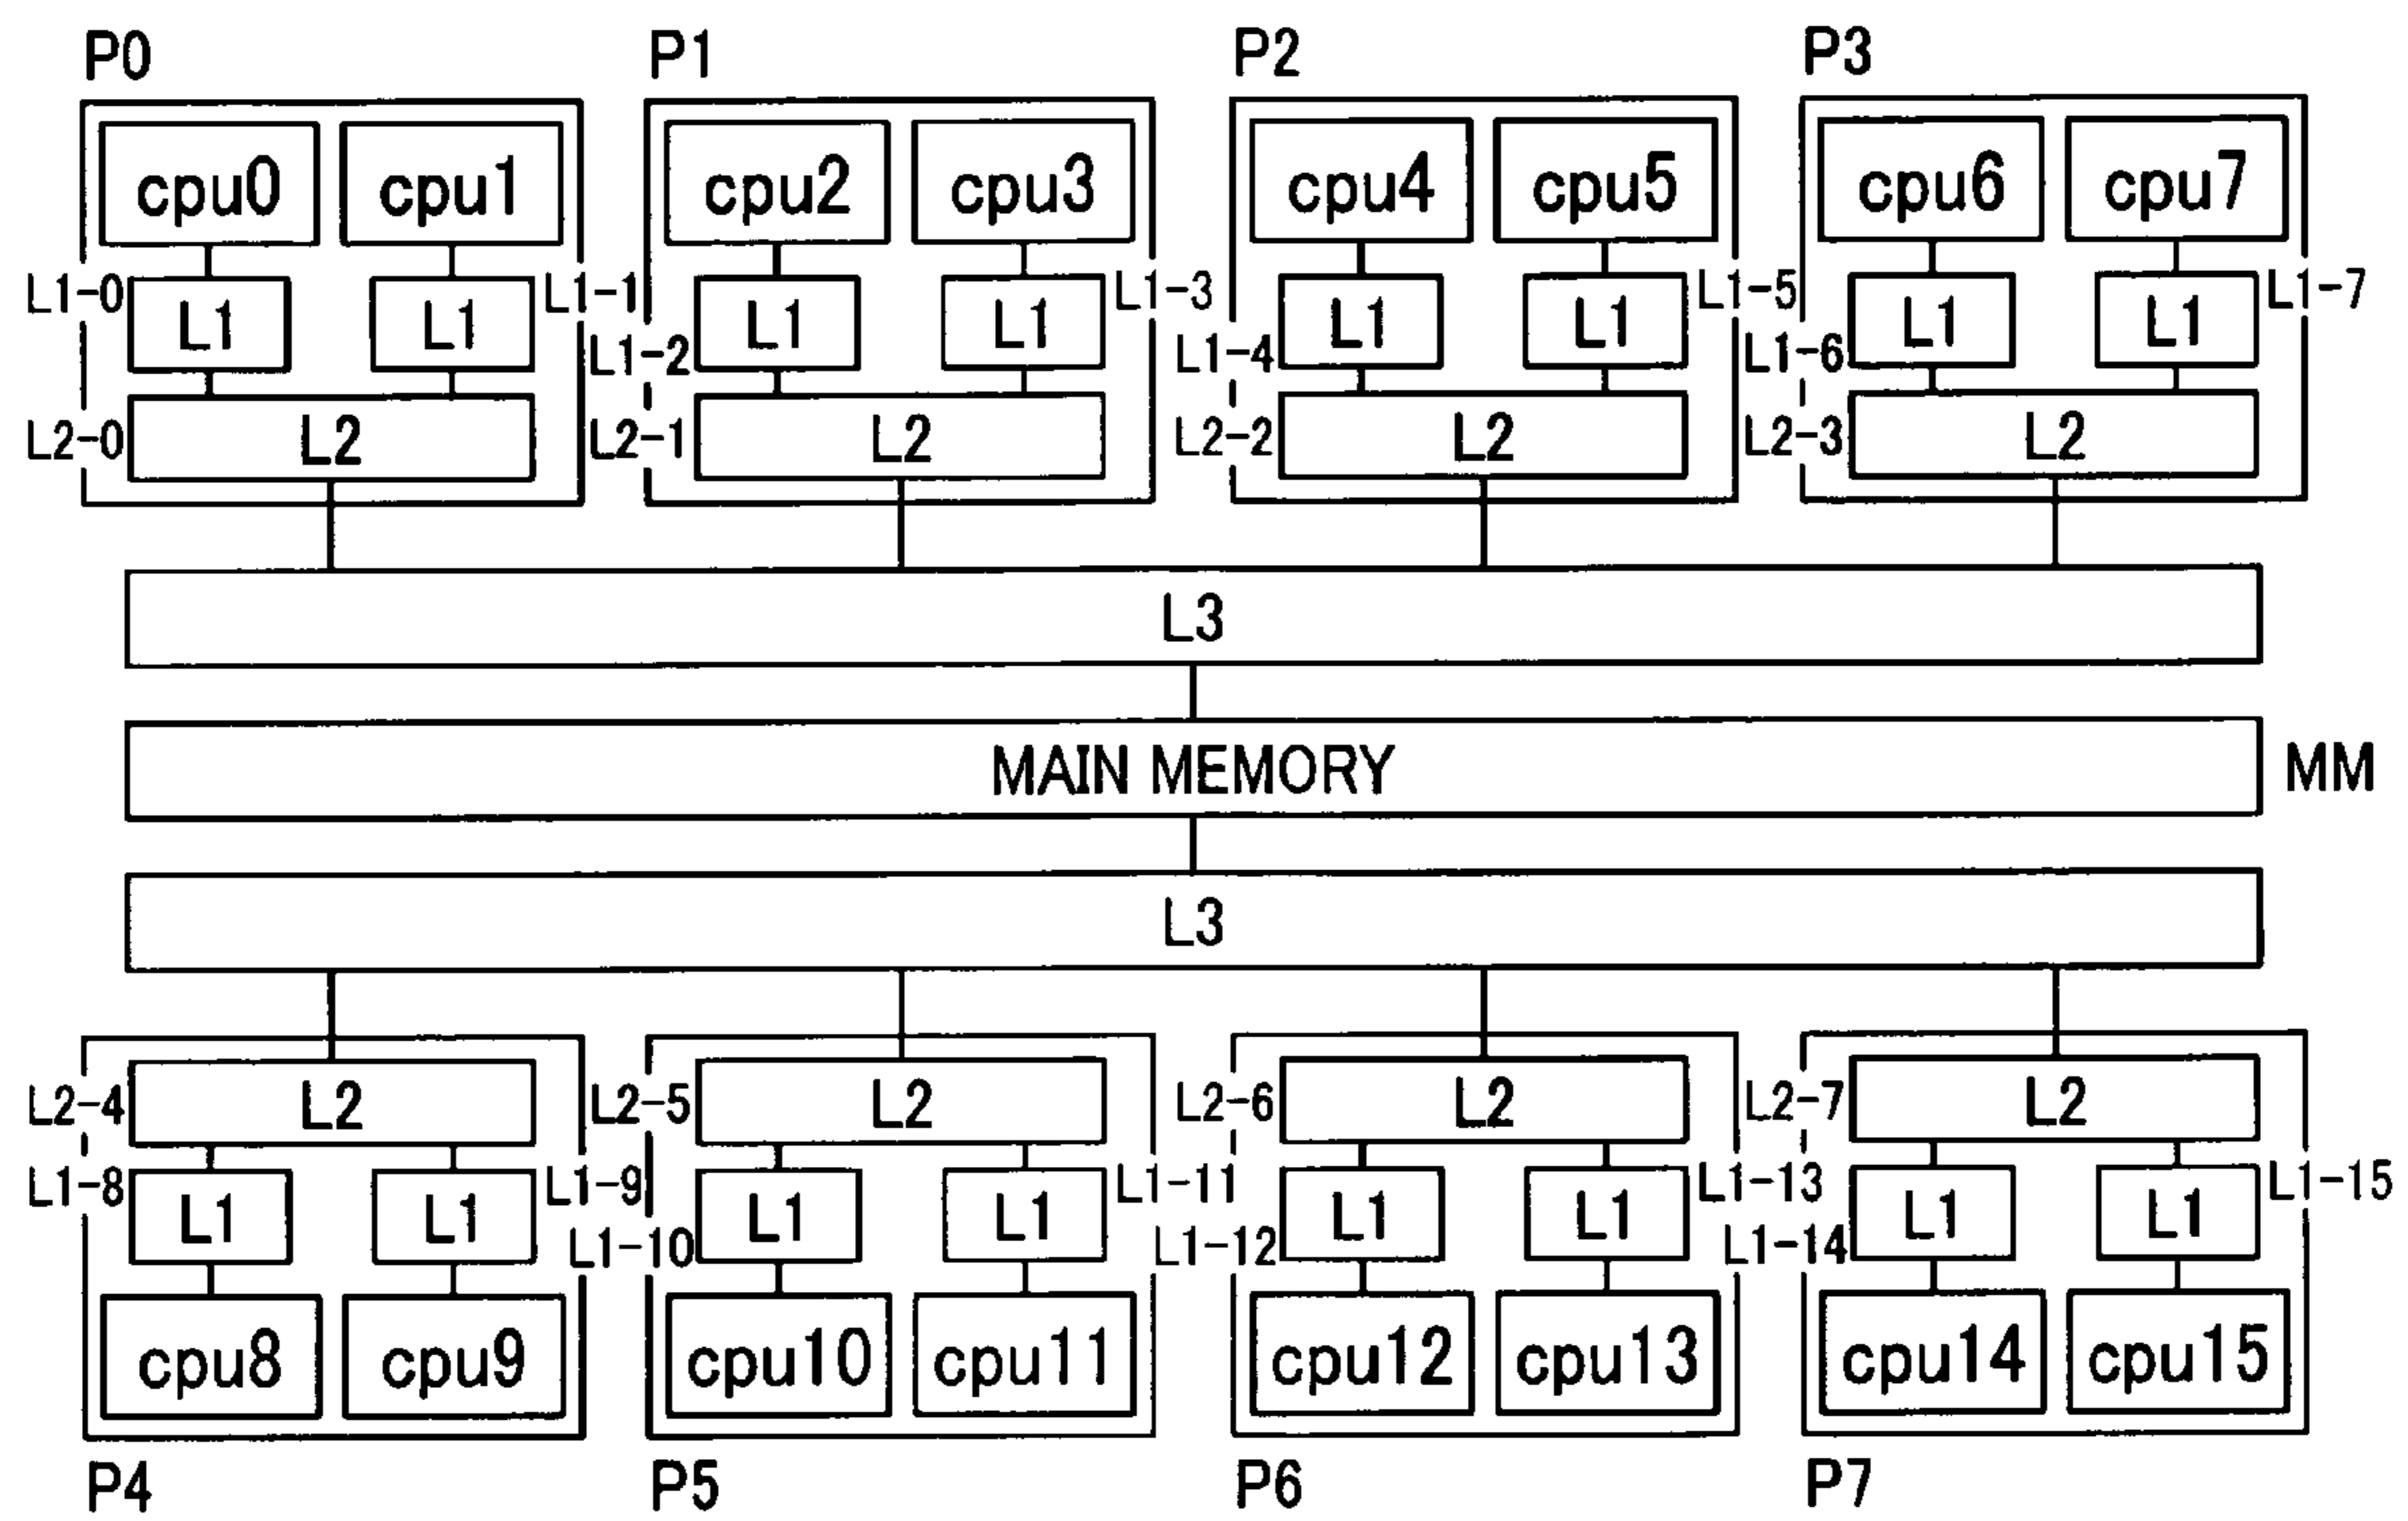 P0 P1 P2 P3
cpu0 cpu1 cpu2 cpu3 cpu4 cpu5 cpu6 cpu7
L1-0 L1 L1 L1-1 L1 L1 L1-3 L1 L1 L1-5 L1 L1 L1-7
L1-2 L1-4 L1-6
L2-0 L2 L2-1 L2 L2-2 L2 L2-3 L2
L3
MAIN MEMORY MM
L3
L2-4 L2 L2-5 L2 L2-6 L2 L2-7 L2
L1-8 L1 L1 L1-9 L1 L1 L1-11 L1 L1 L1-13 L1 L1 L1-15
L1-10 L1-12 L1-14
cpu8 cpu9 cpu10 cpu11 cpu12 cpu13 cpu14 cpu15
P4 P5 P6 P7